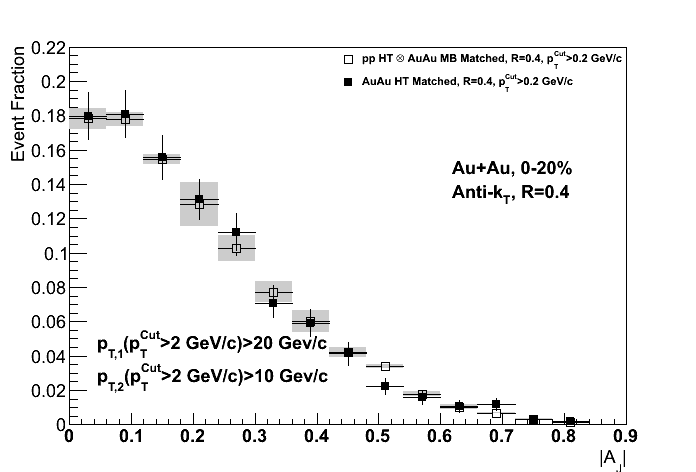 pp HT ⊗ AuAu MB Matched, R=0.4, p_T^Cut>0.2 GeV/c
AuAu HT Matched, R=0.4, p_T^Cut>0.2 GeV/c
Au+Au, 0-20%
Anti-k_T, R=0.4
p_T,1(p_T^Cut>2 GeV/c)>20 Gev/c
p_T,2(p_T^Cut>2 GeV/c)>10 Gev/c
Event Fraction
0.22
0.2
0.18
0.16
0.14
0.12
0.1
0.08
0.06
0.04
0.02
0
0 0.1 0.2 0.3 0.4 0.5 0.6 0.7 0.8 0.9
|A_J|